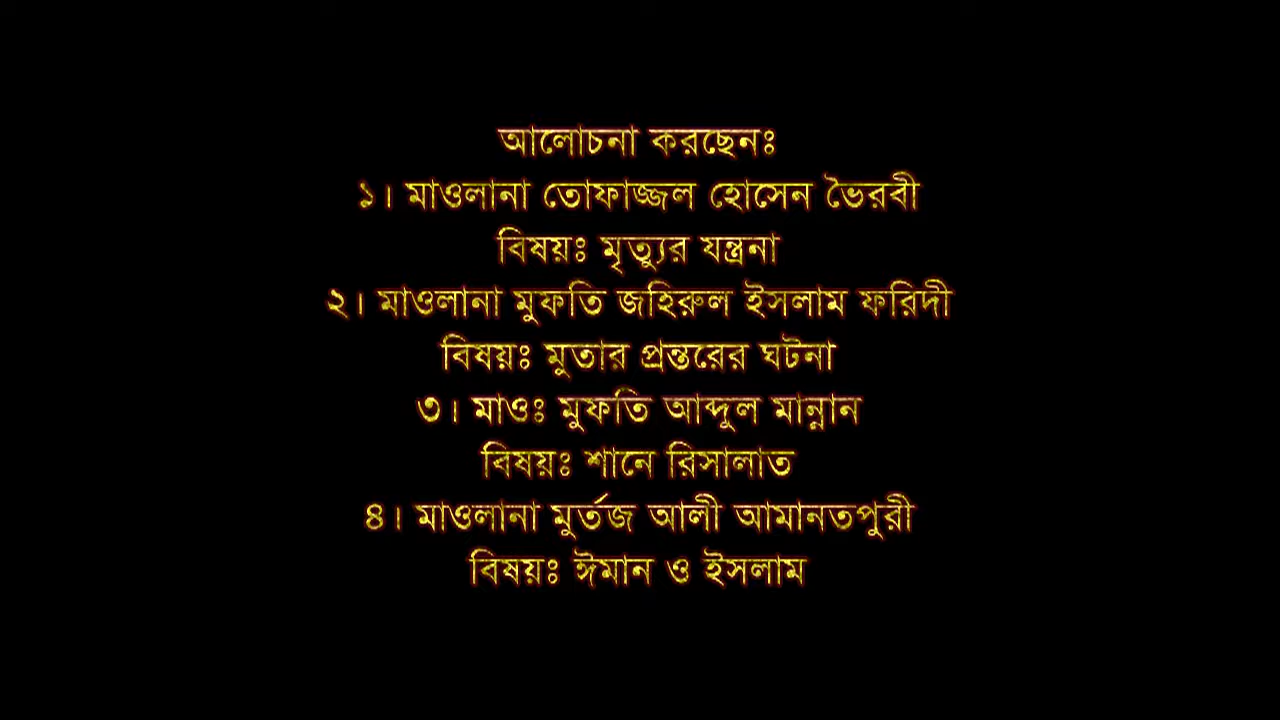 আলোচনা করছেনঃ
১। মাওলানা তোফাজ্জল হোসেন ভৈরবী
বিষয়ঃ মৃত্যুর যন্ত্রনা
২। মাওলানা মুফতি জহিরুল ইসলাম ফরিদী
বিষয়ঃ মুতার প্রন্তরের ঘটনা
৩। মাওঃ মুফতি আব্দুল মান্নান
বিষয়ঃ শানে রিসালাত
৪। মাওলানা মুর্তজ আলী আমানতপুরী
বিষয়ঃ ঈমান ও ইসলাম